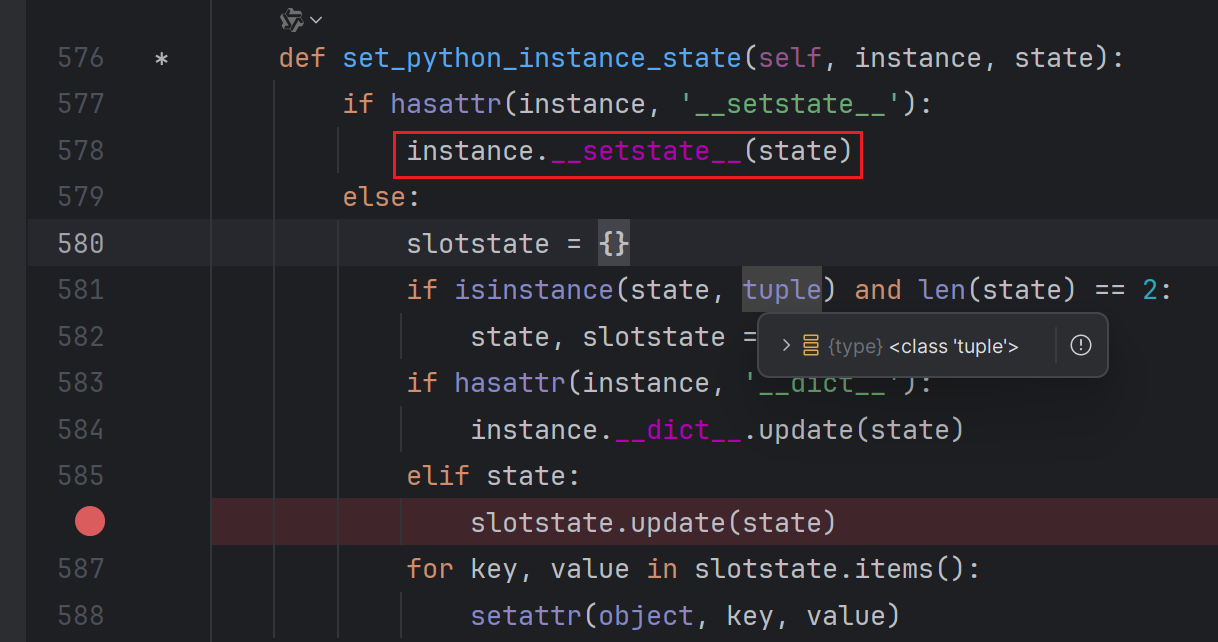 576 * def set_python_instance_state(self, instance, state):
577 if hasattr(instance, '__setstate__'):
578 instance.__setstate__(state)
579 else:
580 slotstate = {}
581 if isinstance(state, tuple) and len(state) == 2:
582 state, slotstate =
{type} <class 'tuple'>
583 if hasattr(instance, '__dict__'):
584 instance.__dict__.update(state)
585 elif state:
slotstate.update(state)
587 for key, value in slotstate.items():
588 setattr(object, key, value)